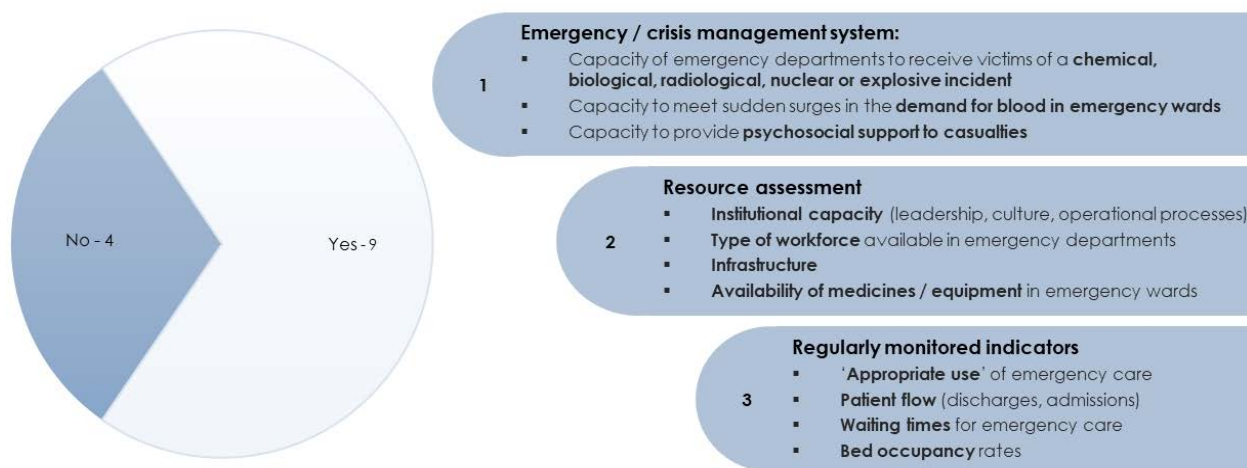 No - 4
Yes - 9
1
Emergency / crisis management system:
▪ Capacity of emergency departments to receive victims of a chemical,
biological, radiological, nuclear or explosive incident
▪ Capacity to meet sudden surges in the demand for blood in emergency wards
▪ Capacity to provide psychosocial support to casualties
2
Resource assessment
▪ Institutional capacity (leadership, culture, operational processes)
▪ Type of workforce available in emergency departments
▪ Infrastructure
▪ Availability of medicines / equipment in emergency wards
3
Regularly monitored indicators
▪ ‘Appropriate use’ of emergency care
▪ Patient flow (discharges, admissions)
▪ Waiting times for emergency care
▪ Bed occupancy rates